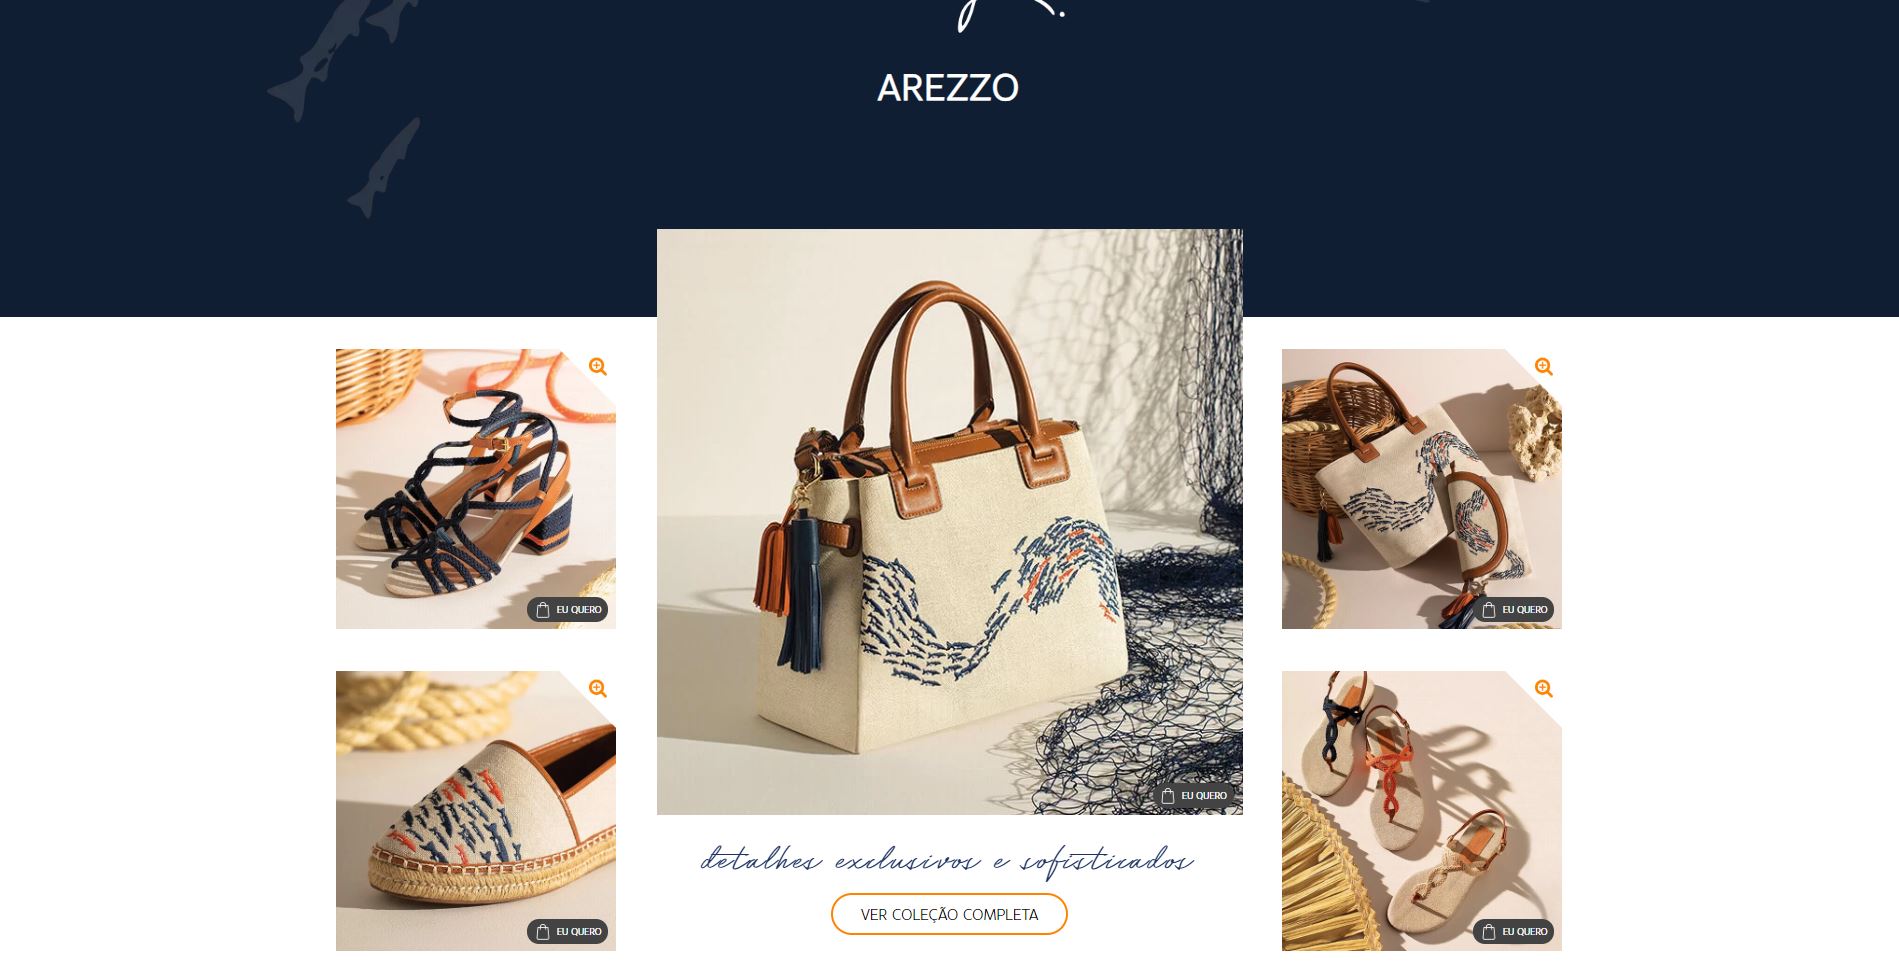 AREZZO
EU QUERO
EU QUERO
EU QUERO
EU QUERO
EU QUERO
detalhes exclusivos e sofisticados
VER COLEÇÃO COMPLETA